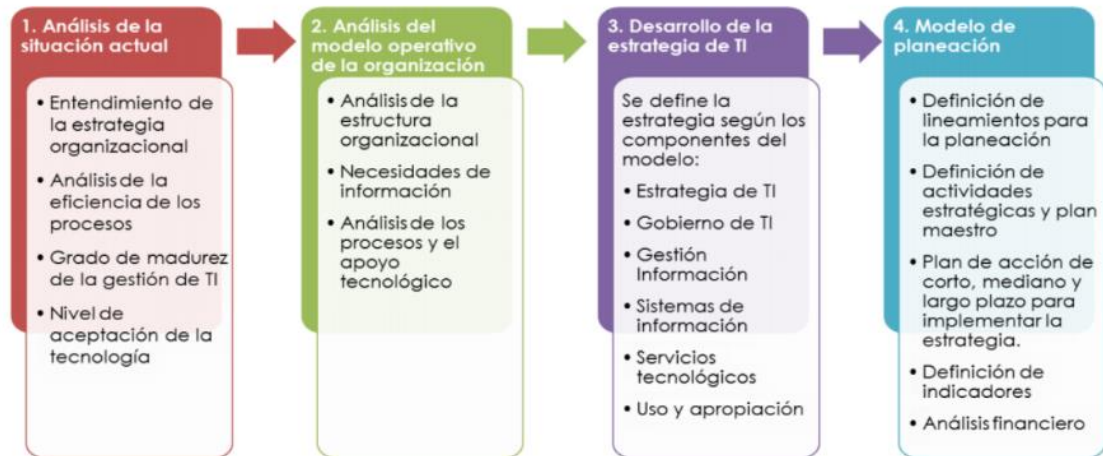 1. Análisis de la
situación actual
• Entendimiento de
la estrategia
organizacional
• Análisis de la
eficiencia de los
procesos
• Grado de madurez
de la gestión de TI
• Nivel de
aceptación de la
tecnología
2. Análisis del
modelo operativo
de la organización
• Análisis de la
estructura
organizacional
• Necesidades de
información
• Análisis de los
procesos y el
apoyo
tecnológico
3. Desarrollo de la
estrategia de TI
Se define la
estrategia según los
componentes del
modelo:
• Estrategia de TI
• Gobierno de TI
• Gestión
Información
• Sistemas de
información
• Servicios
tecnológicos
• Uso y apropiación
4. Modelo de
planeación
• Definición de
lineamientos para
la planeación
• Definición de
actividades
estratégicas y plan
maestro
• Plan de acción de
corto, mediano y
largo plazo para
implementar la
estrategia.
• Definición de
indicadores
• Análisis financiero